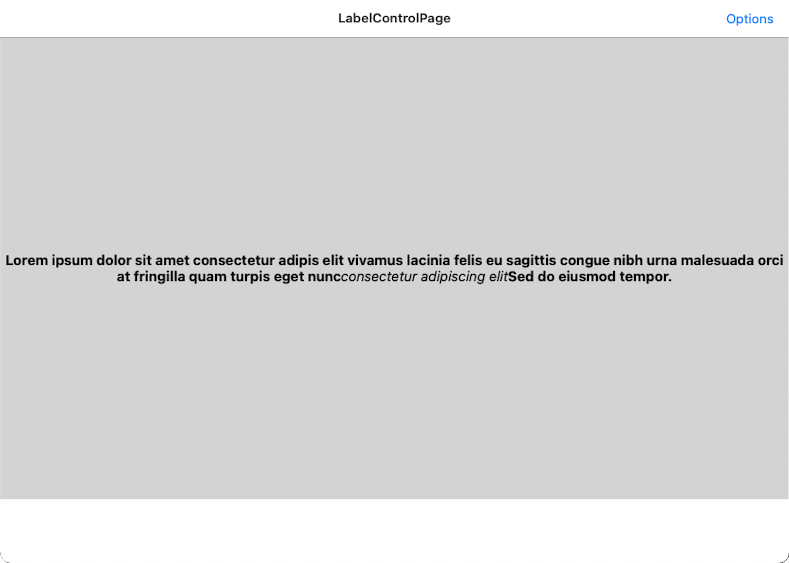 LabelControlPage
Options
Lorem ipsum dolor sit amet consectetur adipis elit vivamus lacinia felis eu sagittis congue nibh urna malesuada orci
at fringilla quam turpis eget nuncconsectetur adipiscing elitSed do eiusmod tempor.